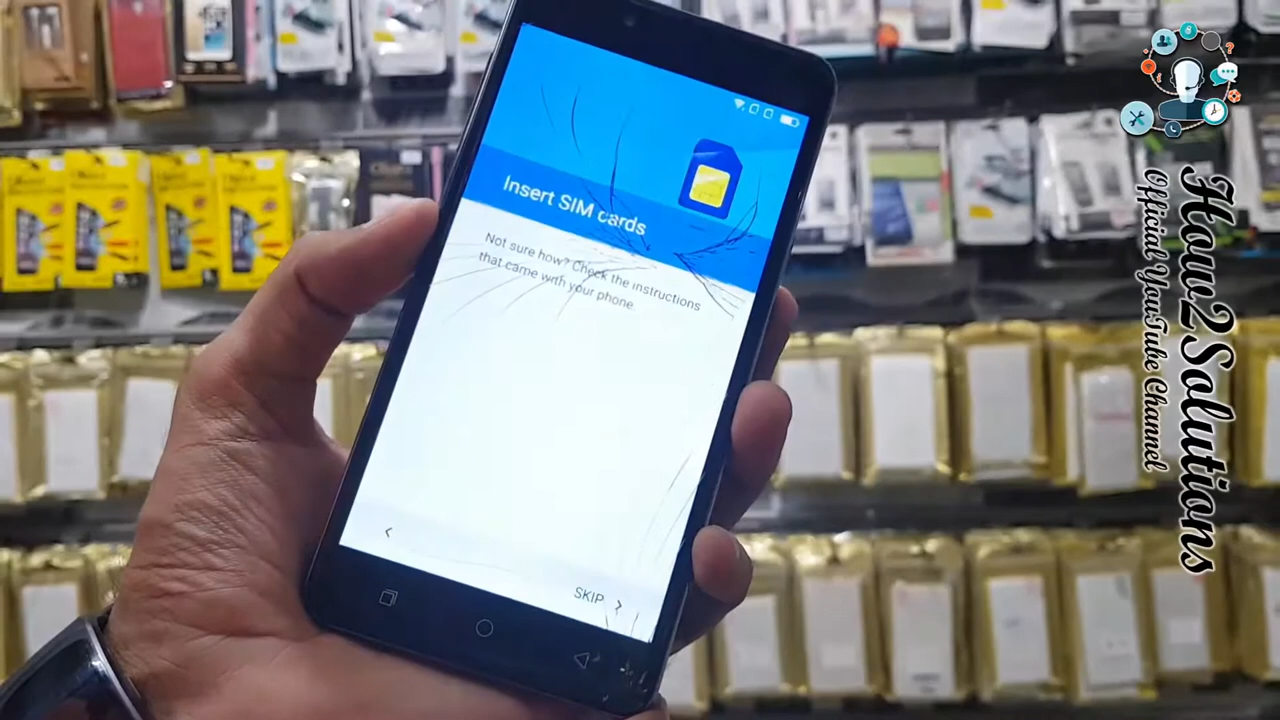 Insert SIM cards
Not sure how? Check the instructions
that came with your phone.
SKIP
How2Solutions
Official YouTube Channel